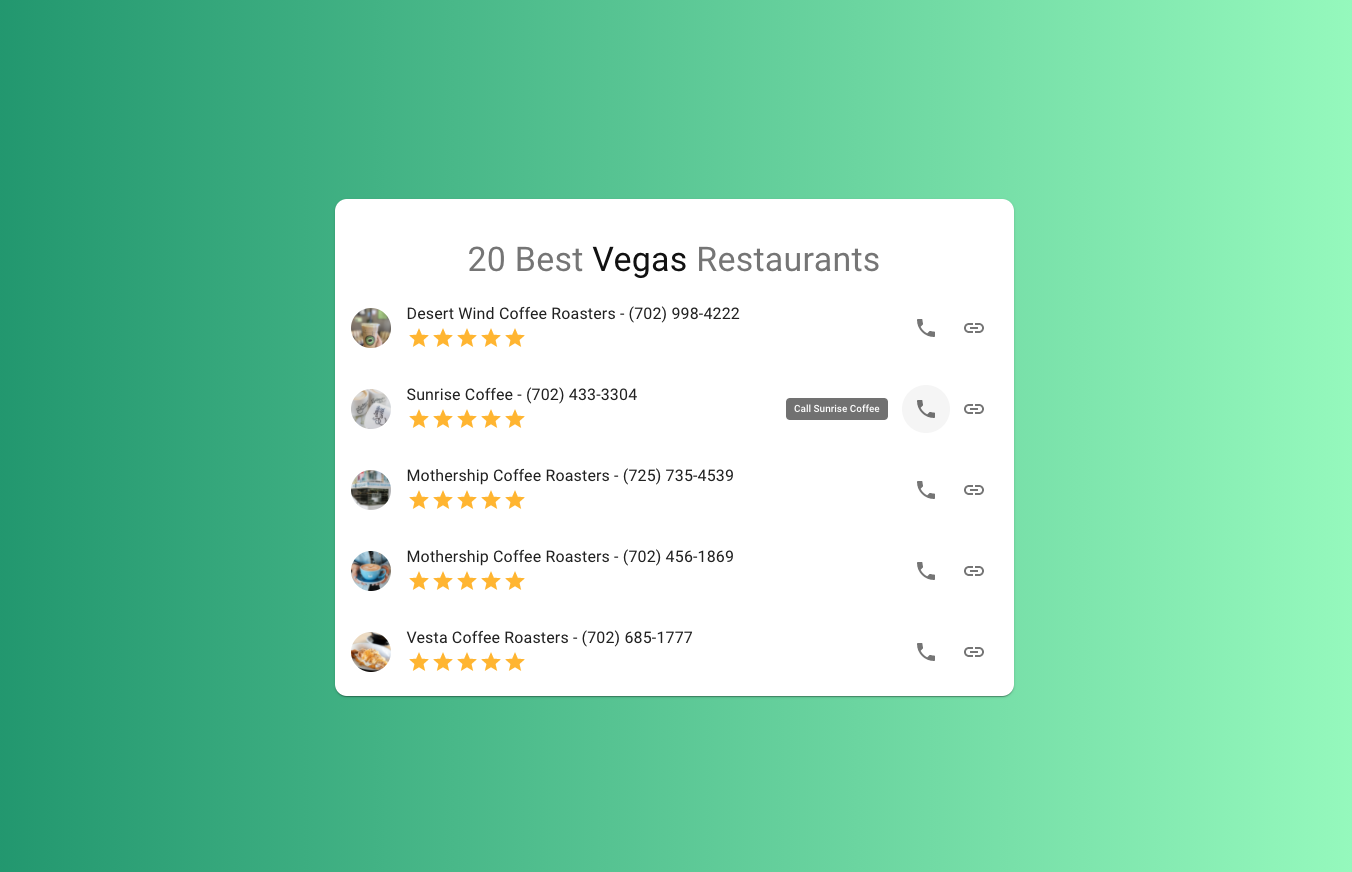 20 Best Vegas Restaurants
Desert Wind Coffee Roasters - (702) 998-4222
Sunrise Coffee - (702) 433-3304
Call Sunrise Coffee
Mothership Coffee Roasters - (725) 735-4539
Mothership Coffee Roasters - (702) 456-1869
Vesta Coffee Roasters - (702) 685-1777